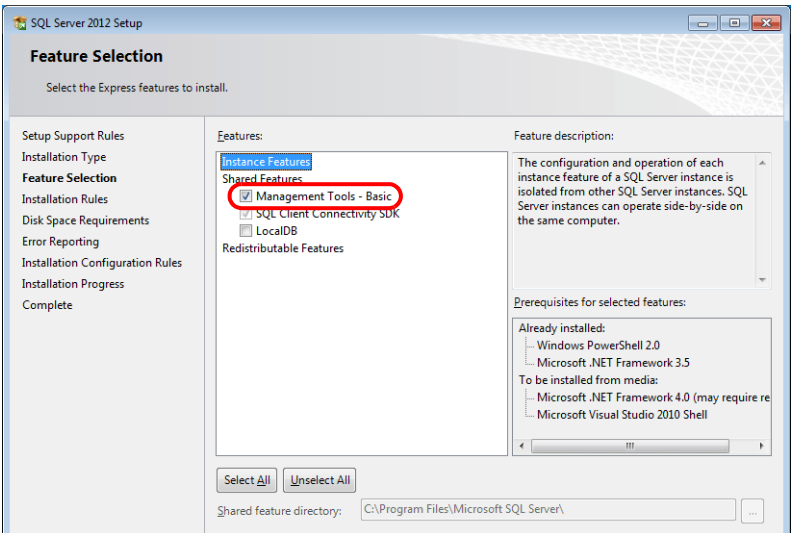 SQL Server 2012 Setup
Feature Selection
Select the Express features to install.
Setup Support Rules
Installation Type
Feature Selection
Installation Rules
Disk Space Requirements
Error Reporting
Installation Configuration Rules
Installation Progress
Complete
Features:
Instance Features
Shared Features
Management Tools - Basic
SQL Client Connectivity SDK
LocalDB
Redistributable Features
Select All
Unselect All
Shared feature directory:
C:\Program Files\Microsoft SQL Server\
...
Feature description:
The configuration and operation of each
instance feature of a SQL Server instance is
isolated from other SQL Server instances. SQL
Server instances can operate side-by-side on
the same computer.
Prerequisites for selected features:
Already installed:
Windows PowerShell 2.0
Microsoft .NET Framework 3.5
To be installed from media:
Microsoft .NET Framework 4.0 (may require re
Microsoft Visual Studio 2010 Shell